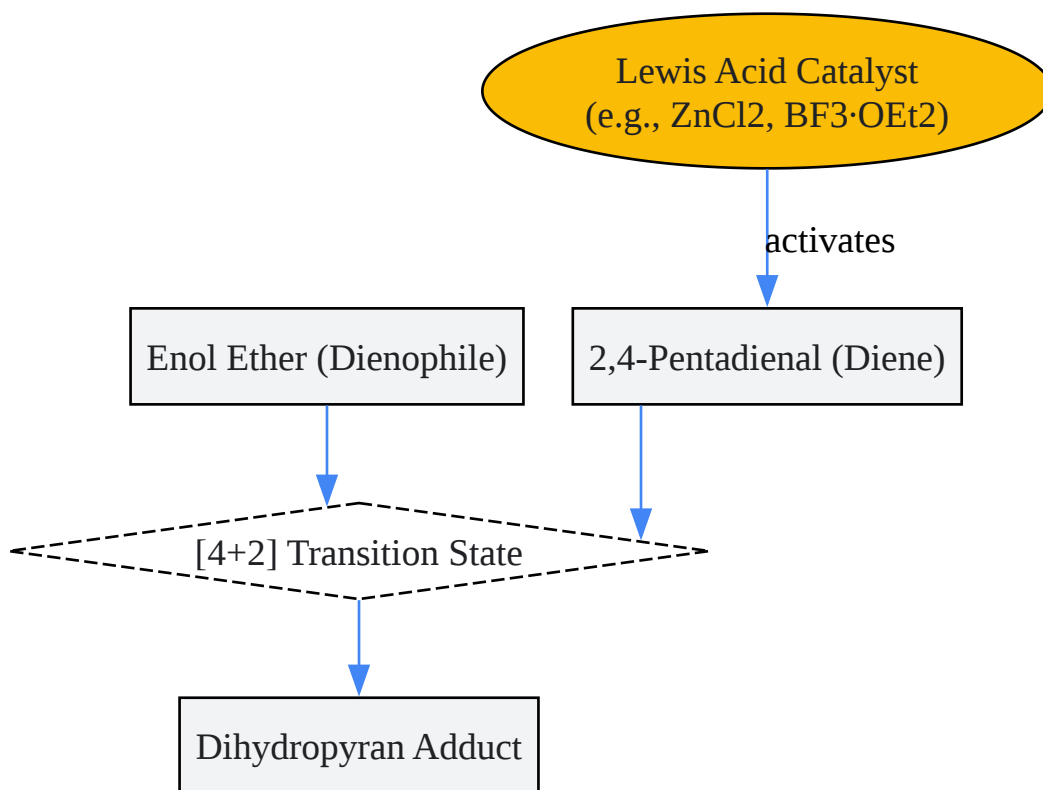 Lewis Acid Catalyst
(e.g., ZnCl2, BF3·OEt2)
activates
Enol Ether (Dienophile)
2,4-Pentadienal (Diene)
[4+2] Transition State
Dihydropyran Adduct